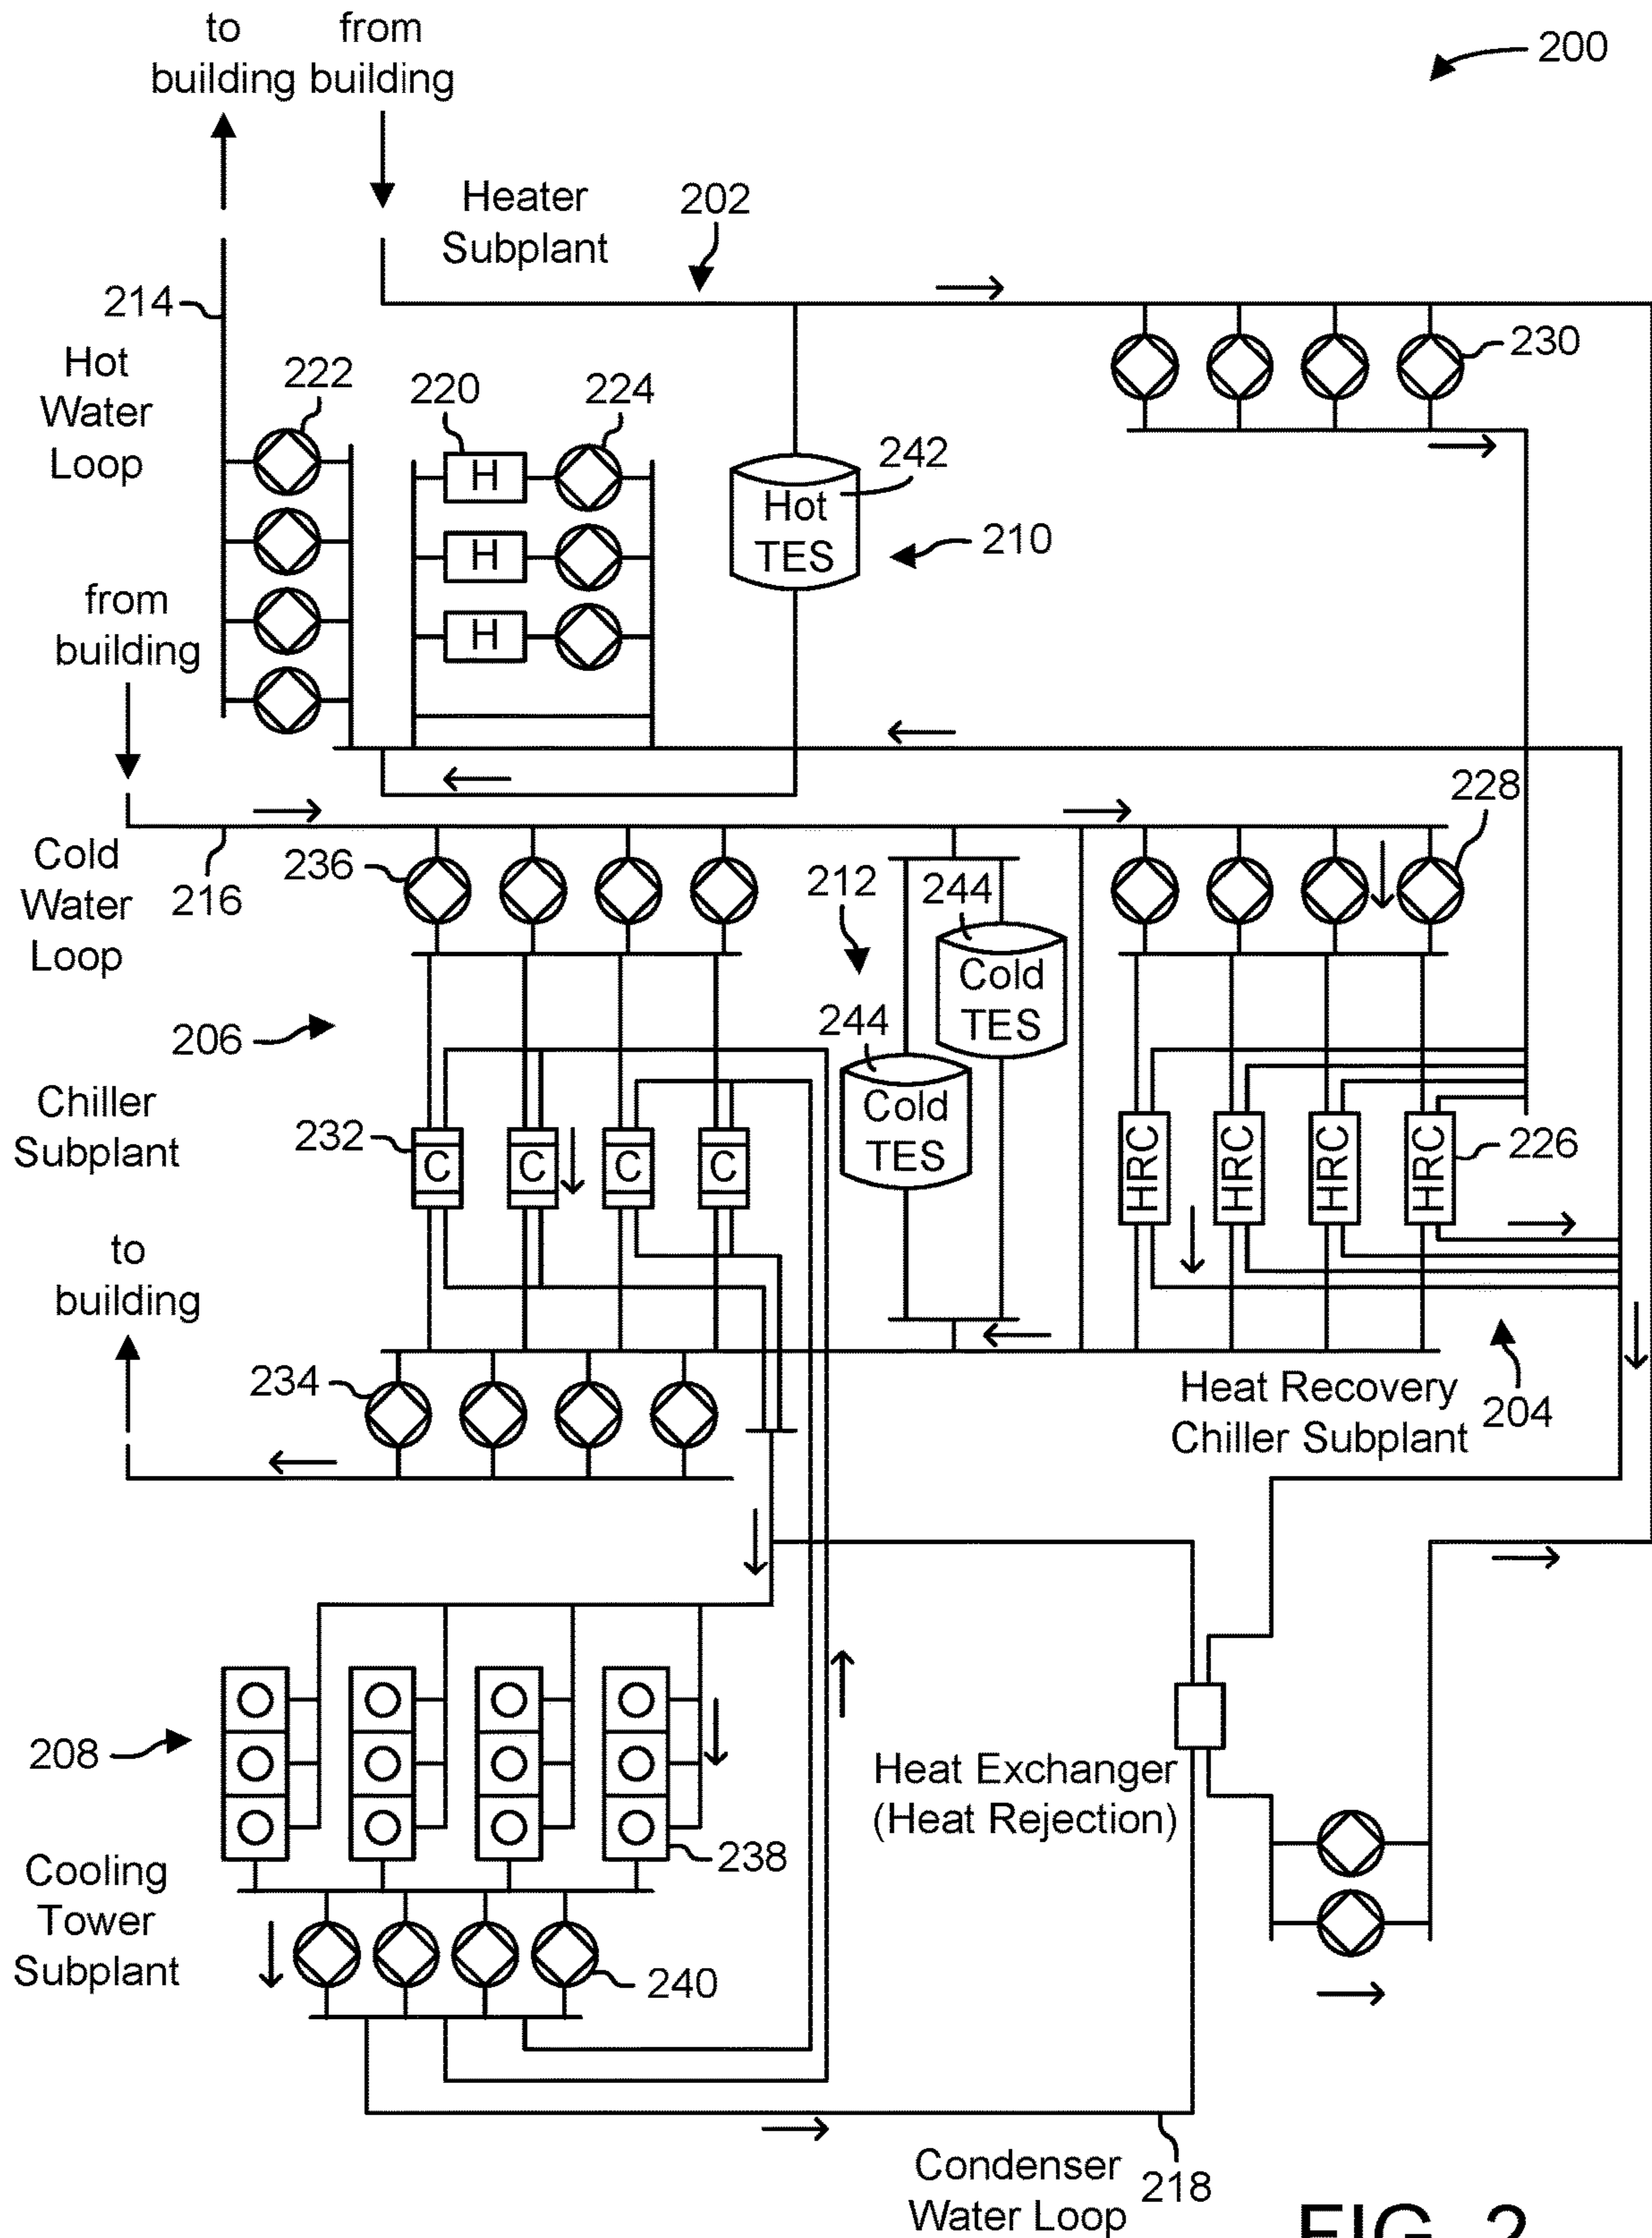 to
building
from
building
200
Heater
Subplant
202
214
Hot
Water
Loop
222
220
224
230
H
H
H
Hot
TES
242
210
from
building
228
Cold
Water
Loop
216
236
212
244
Cold
TES
244
Cold
TES
206
Chiller
Subplant
232
C
C
C
C
HRC
HRC
HRC
HRC
226
to
building
234
Heat Recovery
Chiller Subplant
204
208
Heat Exchanger
(Heat Rejection)
238
Cooling
Tower
Subplant
240
Condenser
Water Loop
218
FIG. 2